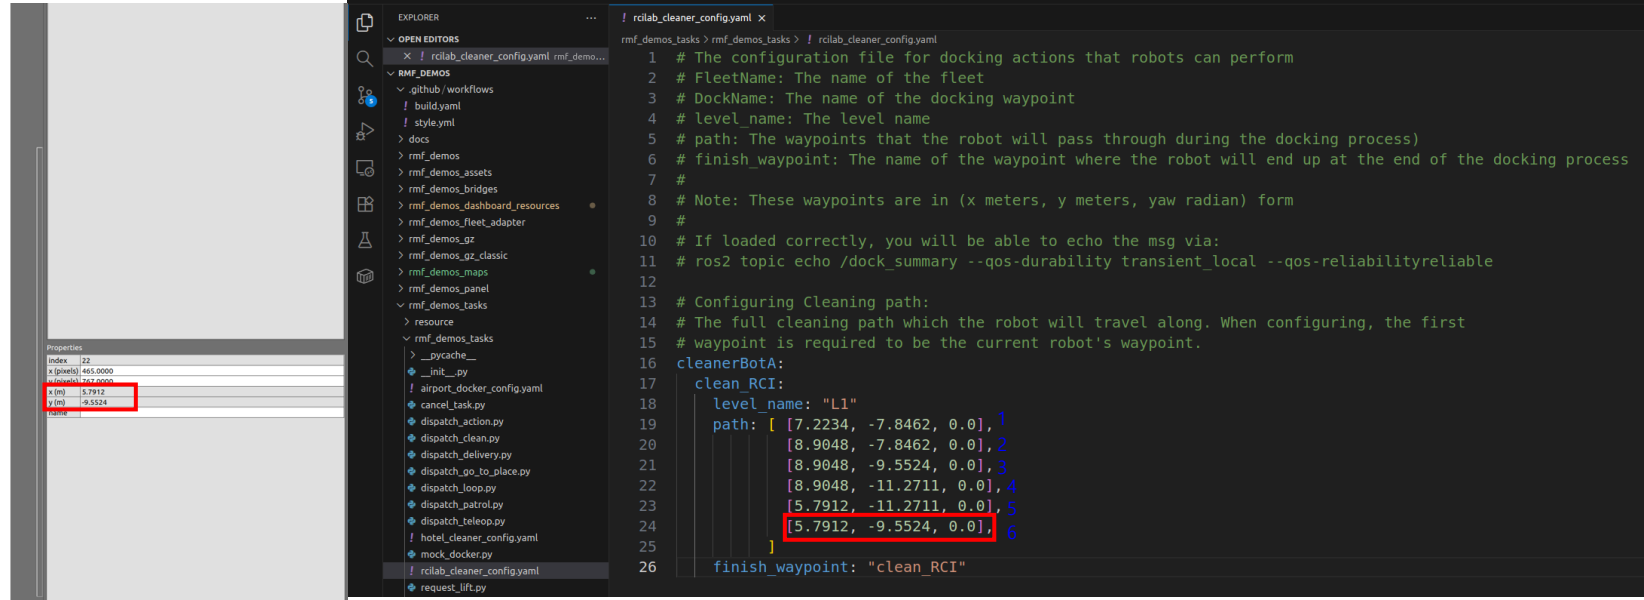 Properties
index 22
x (pixels) 465.0000
y (pixels) 767.0000
x (m) 5.7912
y (m) -9.5524
name
EXPLORER ...
OPEN EDITORS
× ! rcilab_cleaner_config.yaml rmf_demo...
RMF_DEMOS
.github/workflows
! build.yaml
! style.yml
> docs
> rmf_demos
> rmf_demos_assets
> rmf_demos_bridges
> rmf_demos_dashboard_resources
> rmf_demos_fleet_adapter
> rmf_demos_gz
> rmf_demos_gz_classic
> rmf_demos_maps
> rmf_demos_panel
rmf_demos_tasks
> resource
rmf_demos_tasks
> __pycache__
__init__.py
! airport_docker_config.yaml
cancel_task.py
dispatch_action.py
dispatch_clean.py
dispatch_delivery.py
dispatch_go_to_place.py
dispatch_loop.py
dispatch_patrol.py
dispatch_teleop.py
! hotel_cleaner_config.yaml
mock_docker.py
! rcilab_cleaner_config.yaml
request_lift.py
! rcilab_cleaner_config.yaml ×
rmf_demos_tasks > rmf_demos_tasks > ! rcilab_cleaner_config.yaml
1 # The configuration file for docking actions that robots can perform
2 # FleetName: The name of the fleet
3 # DockName: The name of the docking waypoint
4 # level_name: The level name
5 # path: The waypoints that the robot will pass through during the docking process)
6 # finish_waypoint: The name of the waypoint where the robot will end up at the end of the docking process
7 #
8 # Note: These waypoints are in (x meters, y meters, yaw radian) form
9 #
10 # If loaded correctly, you will be able to echo the msg via:
11 # ros2 topic echo /dock_summary --qos-durability transient_local --qos-reliabilityreliable
12
13 # Configuring Cleaning path:
14 # The full cleaning path which the robot will travel along. When configuring, the first
15 # waypoint is required to be the current robot's waypoint.
16 cleanerBotA:
17 clean_RCI:
18 level_name: "L1"
19 path: [ [7.2234, -7.8462, 0.0], 1
20 [8.9048, -7.8462, 0.0], 2
21 [8.9048, -9.5524, 0.0], 3
22 [8.9048, -11.2711, 0.0], 4
23 [5.7912, -11.2711, 0.0], 5
24 [5.7912, -9.5524, 0.0], 6
25 ]
26 finish_waypoint: "clean_RCI"